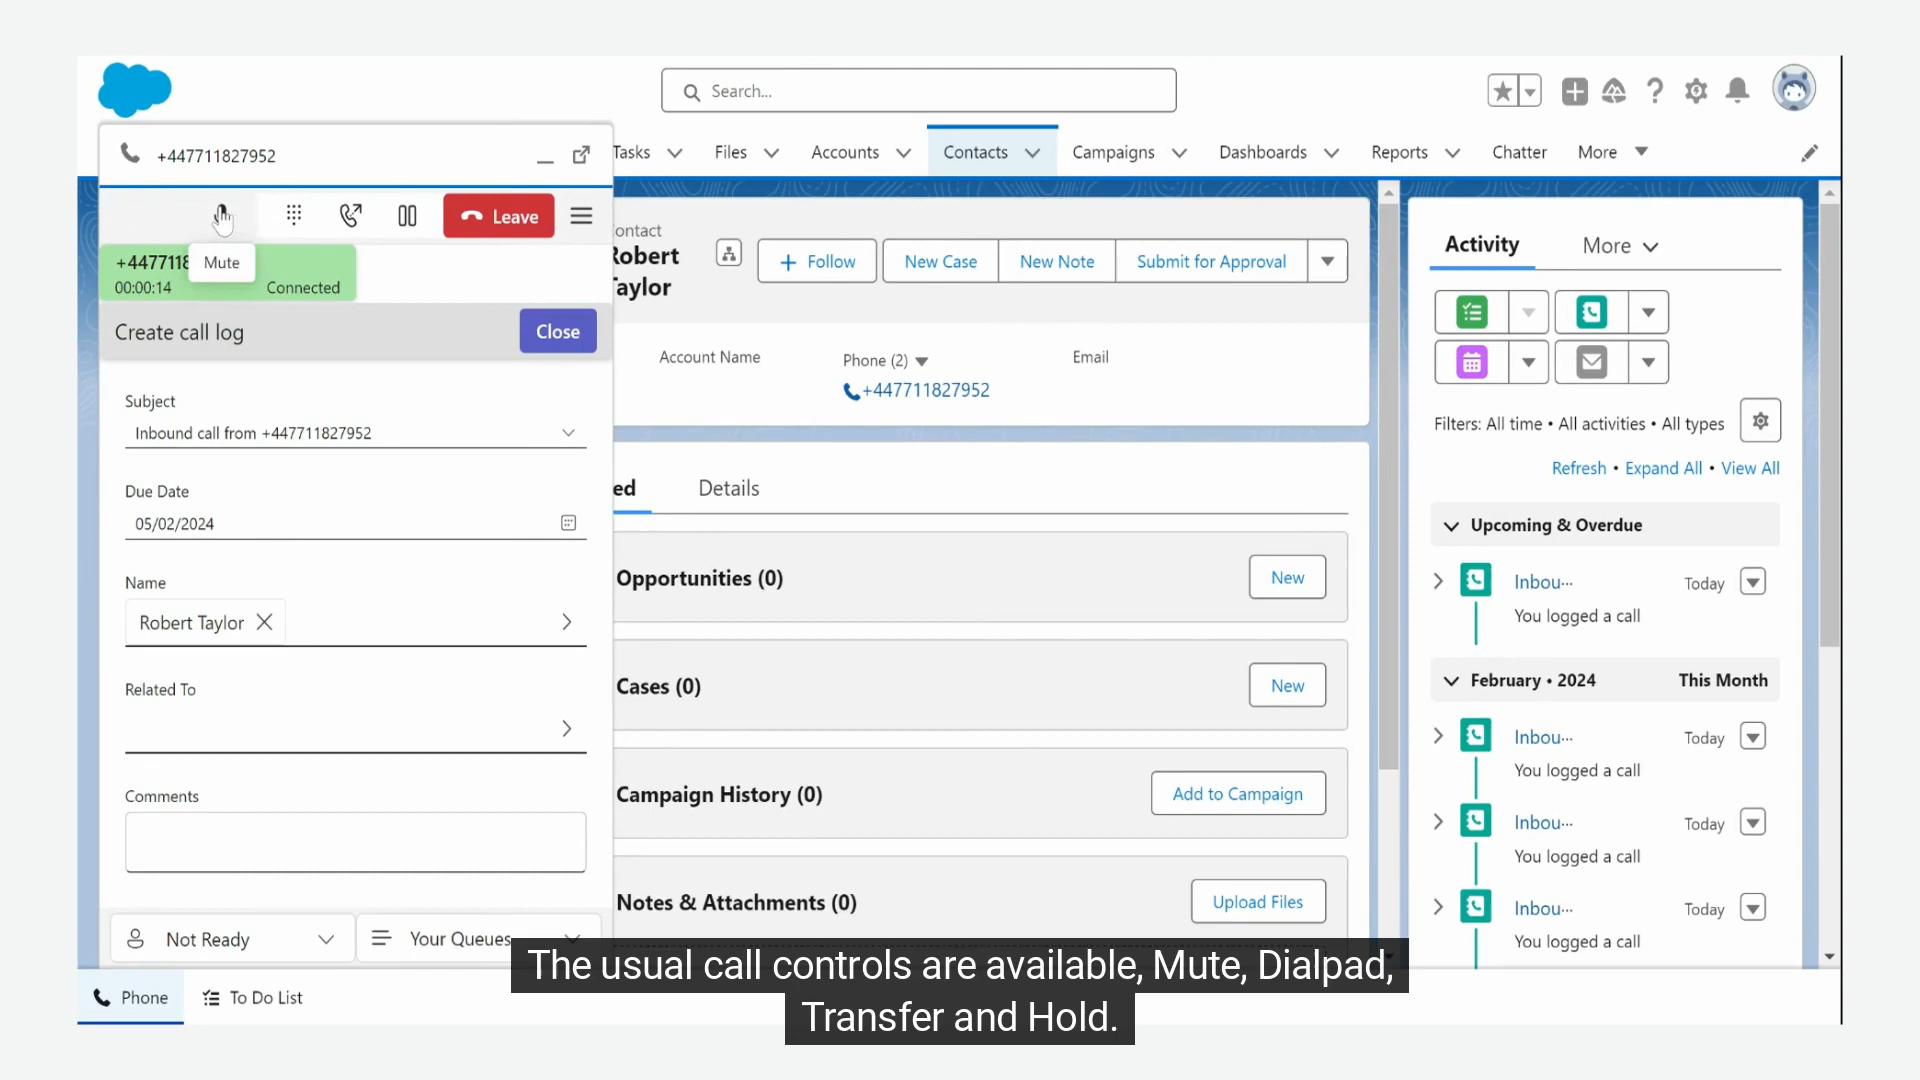 Search...
+447711827952
Tasks
Files
Accounts
Contacts
Campaigns
Dashboards
Reports
Chatter
More
Leave
+4477118
Mute
00:00:14
Connected
Create call log
Close
Subject
Inbound call from +447711827952
Due Date
05/02/2024
Name
Robert Taylor
Related To
Comments
Not Ready
Your Queues
Phone
To Do List
ontact
Robert
Taylor
Follow
New Case
New Note
Submit for Approval
Account Name
Phone (2)
+447711827952
Email
ed
Details
Opportunities (0)
New
Cases (0)
New
Campaign History (0)
Add to Campaign
Notes & Attachments (0)
Upload Files
Activity
More
Filters: All time • All activities • All types
Refresh • Expand All • View All
Upcoming & Overdue
Inbou...
Today
You logged a call
February • 2024
This Month
Inbou...
Today
You logged a call
Inbou...
Today
You logged a call
Inbou...
Today
You logged a call
The usual call controls are available, Mute, Dialpad,
Transfer and Hold.